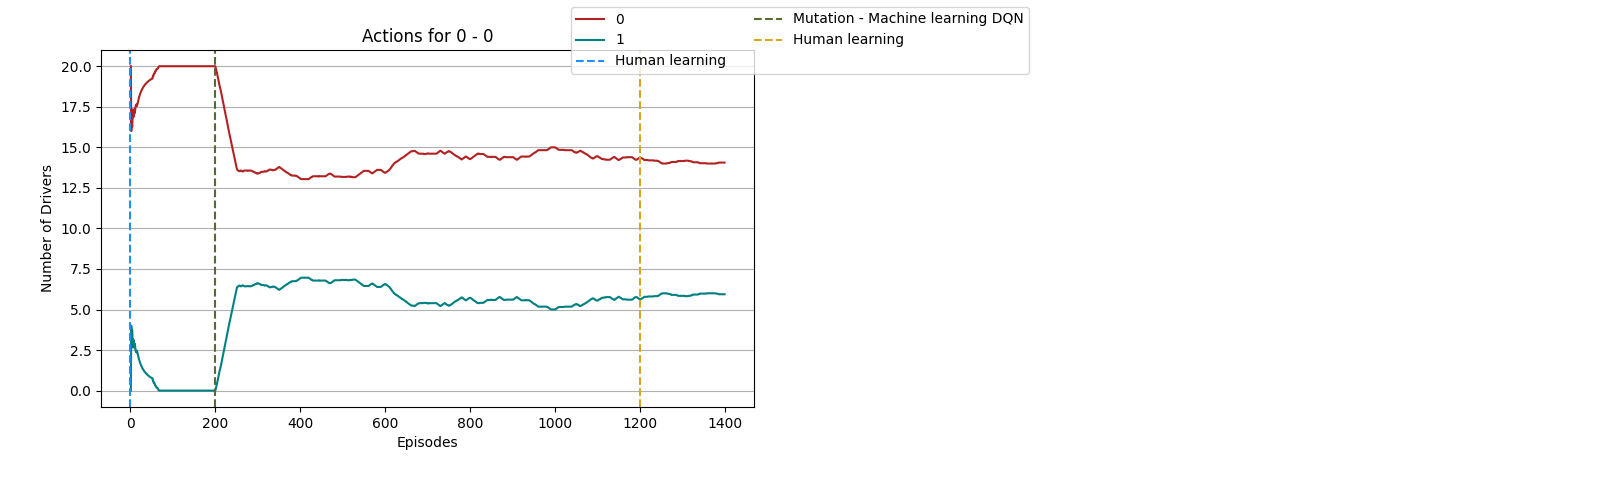 0
1
Human learning
Mutation - Machine learning DQN
Human learning
Actions for 0 - 0
Number of Drivers
20.0
17.5
15.0
12.5
10.0
7.5
5.0
2.5
0.0
0 200 400 600 800 1000 1200 1400
Episodes